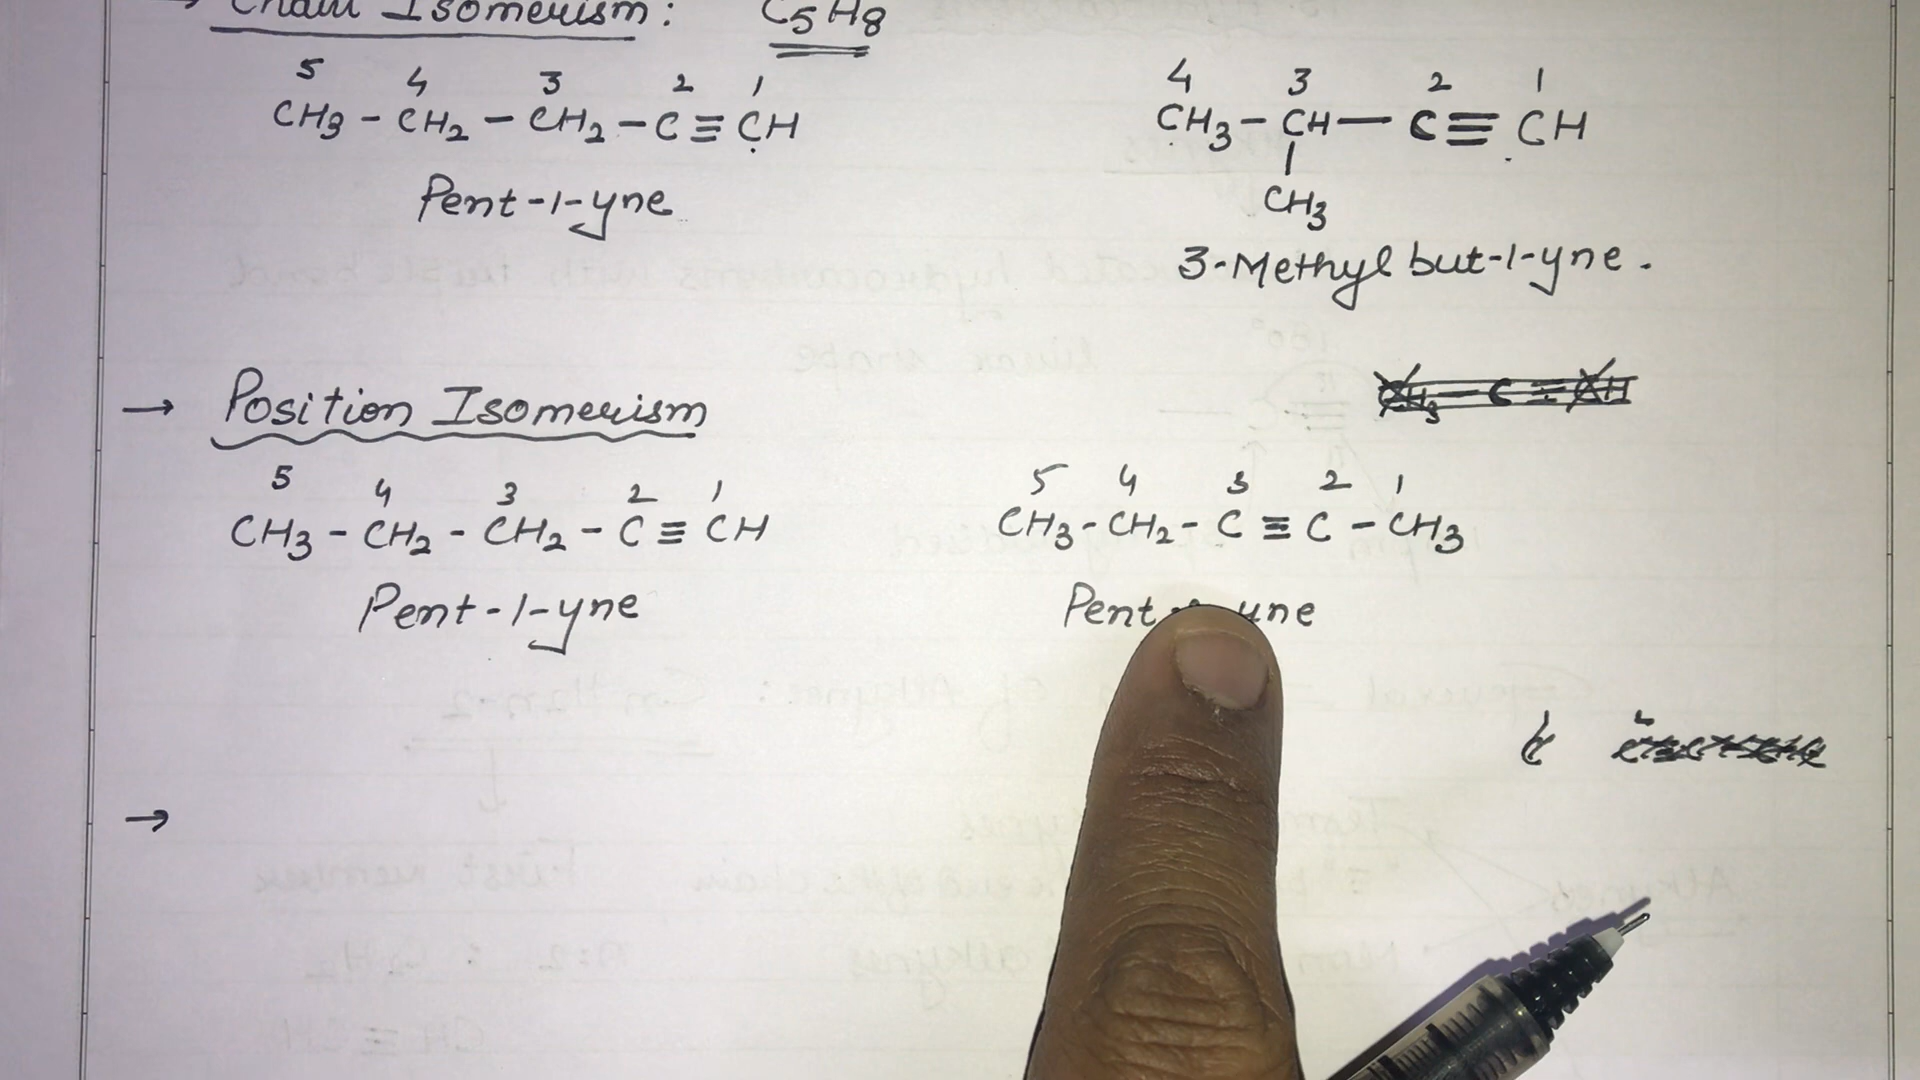 Chain Isomerism: C5H8
5 4 3 2 1
CH3 - CH2 - CH2 - C ≡ CH
Pent-1-yne
4 3 2 1
CH3 - CH - C ≡ CH
CH3
3-Methyl but-1-yne.
→ Position Isomerism
5 4 3 2 1
CH3 - CH2 - CH2 - C ≡ CH
Pent-1-yne
5 4 3 2 1
CH3 - CH2 - C ≡ C - CH3
Pent yne
→